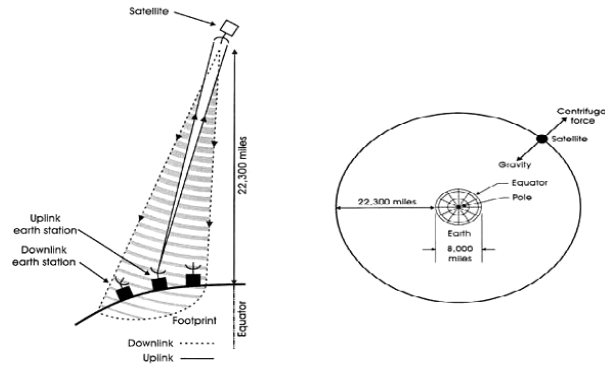 Satellite
22,300 miles
Uplink
earth station
Downlink
earth station
Footprint
Equator
Downlink
Uplink
Centrifuga
force
Satellite
Gravity
Equator
22,300 miles
Pole
Earth
8,000
miles